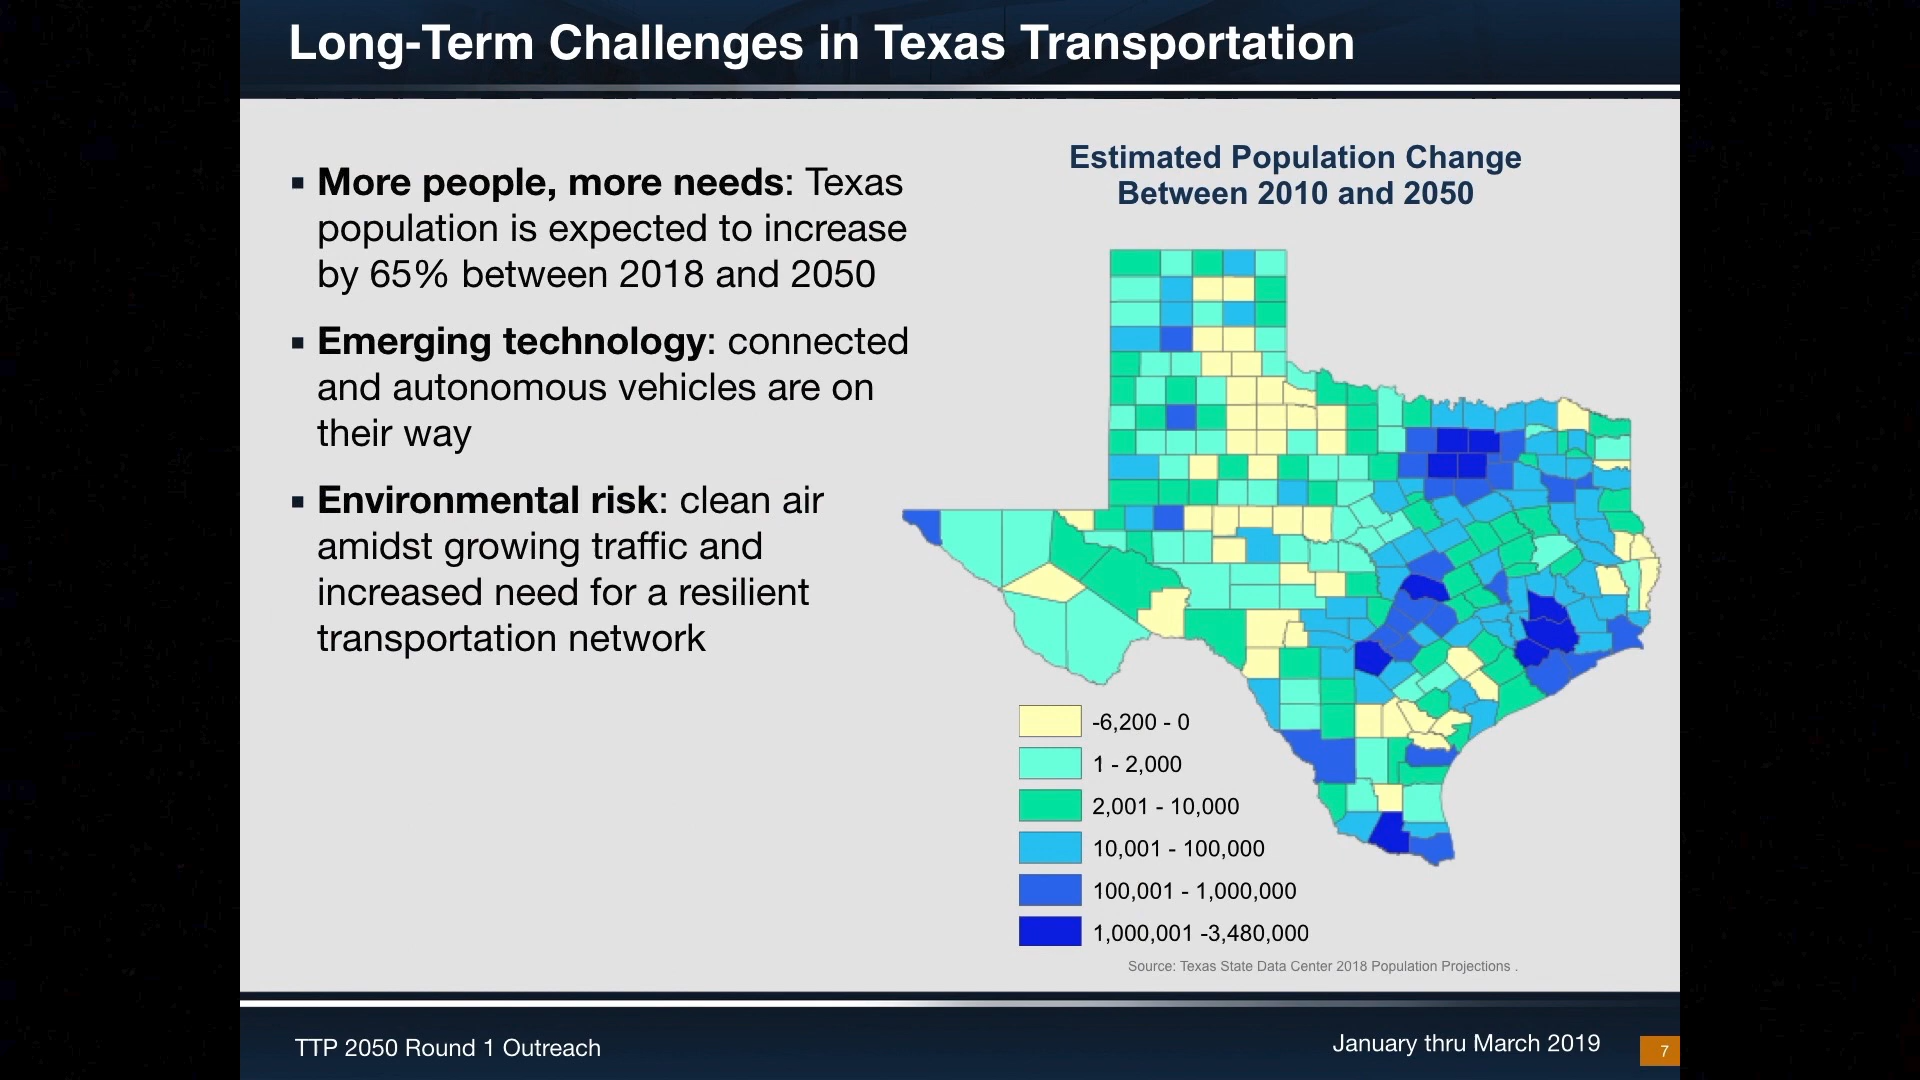 Long-Term Challenges in Texas Transportation
▪ More people, more needs: Texas
population is expected to increase
by 65% between 2018 and 2050
▪ Emerging technology: connected
and autonomous vehicles are on
their way
▪ Environmental risk: clean air
amidst growing traffic and
increased need for a resilient
transportation network
Estimated Population Change
Between 2010 and 2050
-6,200 - 0
1 - 2,000
2,001 - 10,000
10,001 - 100,000
100,001 - 1,000,000
1,000,001 -3,480,000
Source: Texas State Data Center 2018 Population Projections .
TTP 2050 Round 1 Outreach
January thru March 2019
7